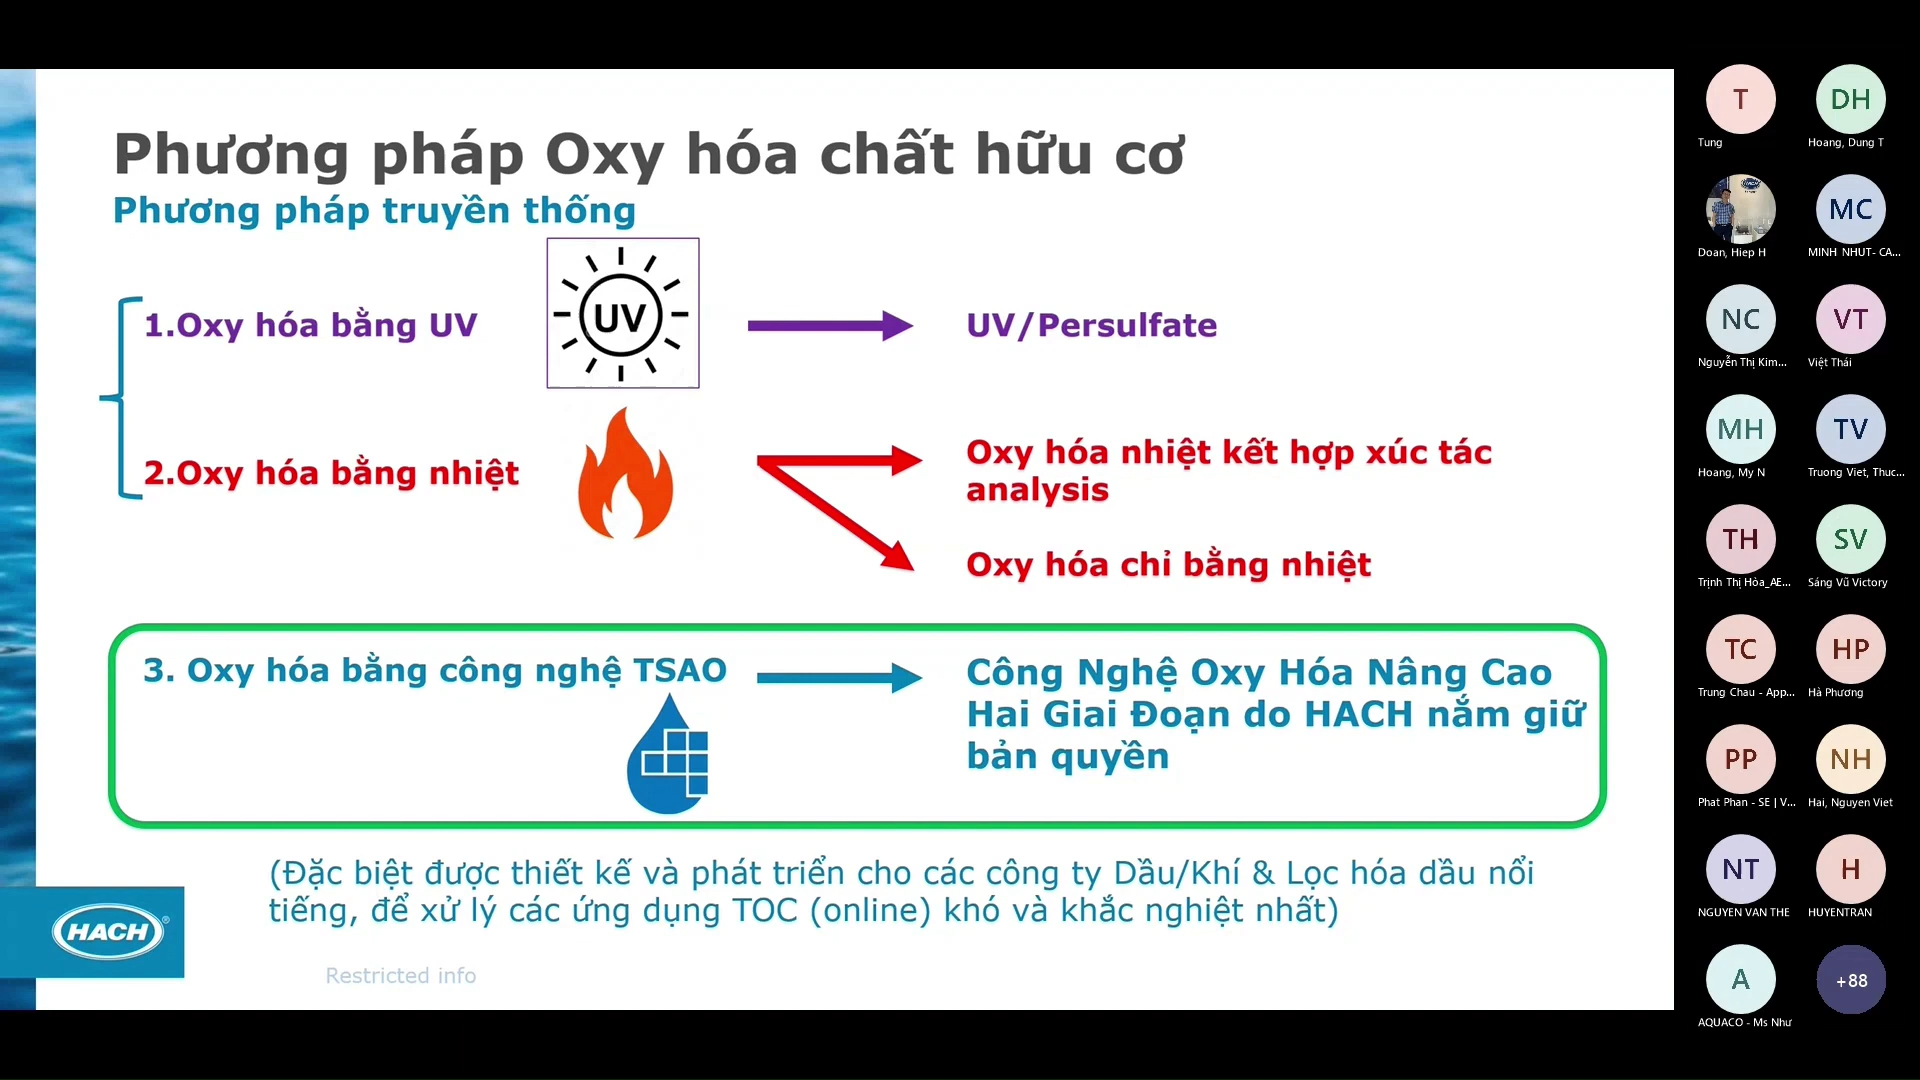 Phương pháp Oxy hóa chất hữu cơ
Phương pháp truyền thống
1.Oxy hóa bằng UV
UV
UV/Persulfate
2.Oxy hóa bằng nhiệt
Oxy hóa nhiệt kết hợp xúc tác
analysis
Oxy hóa chỉ bằng nhiệt
3. Oxy hóa bằng công nghệ TSAO
Công Nghệ Oxy Hóa Nâng Cao
Hai Giai Đoạn do HACH nắm giữ
bản quyền
(Đặc biệt được thiết kế và phát triển cho các công ty Dầu/Khí & Lọc hóa dầu nổi
tiếng, để xử lý các ứng dụng TOC (online) khó và khắc nghiệt nhất)
HACH®
Restricted info
T
Tung
DH
Hoang, Dung T
HACH
Doan, Hiep H
MC
MINH NHUT- CA...
NC
Nguyễn Thị Kim...
VT
Việt Thái
MH
Hoang, My N
TV
Truong Viet, Thuc...
TH
Trịnh Thị Hòa_AE...
SV
Sáng Vũ Victory
TC
Trung Chau - App...
HP
Hà Phương
PP
Phat Phan - SE | V...
NH
Hai, Nguyen Viet
NT
NGUYEN VAN THE
H
HUYENTRAN
A
AQUACO - Ms Như
+88